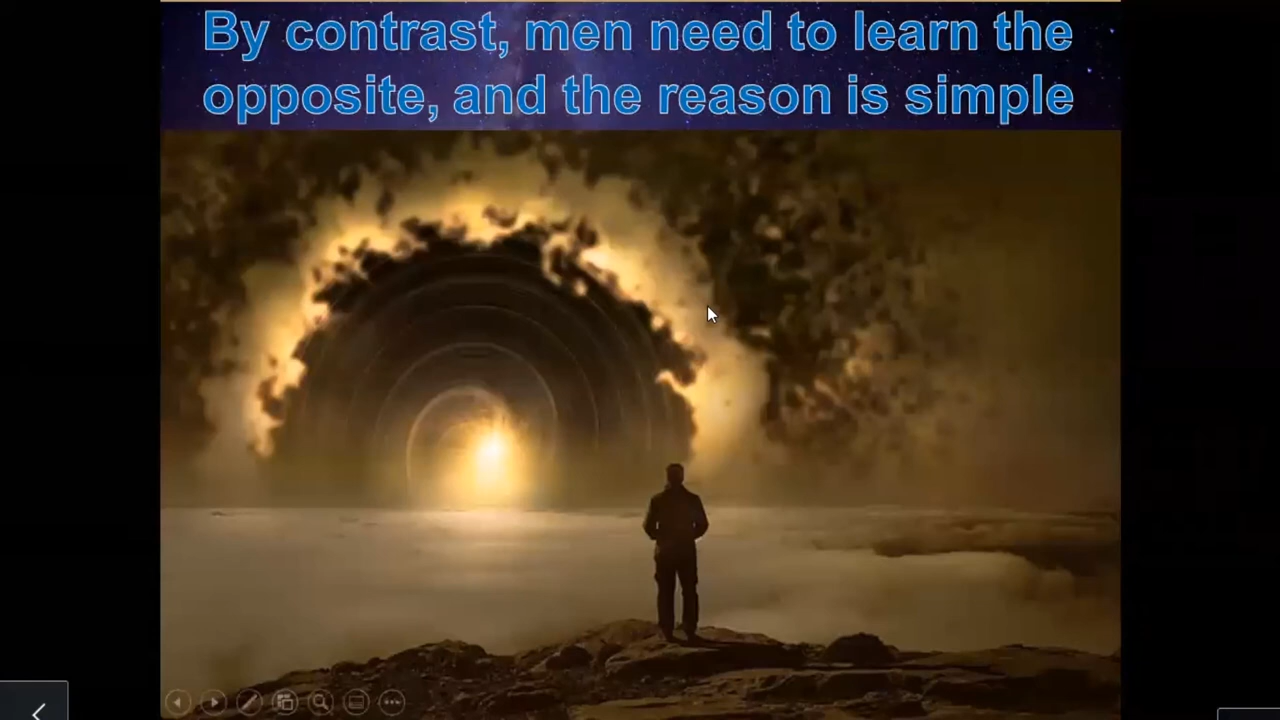 By contrast, men need to learn the
opposite, and the reason is simple